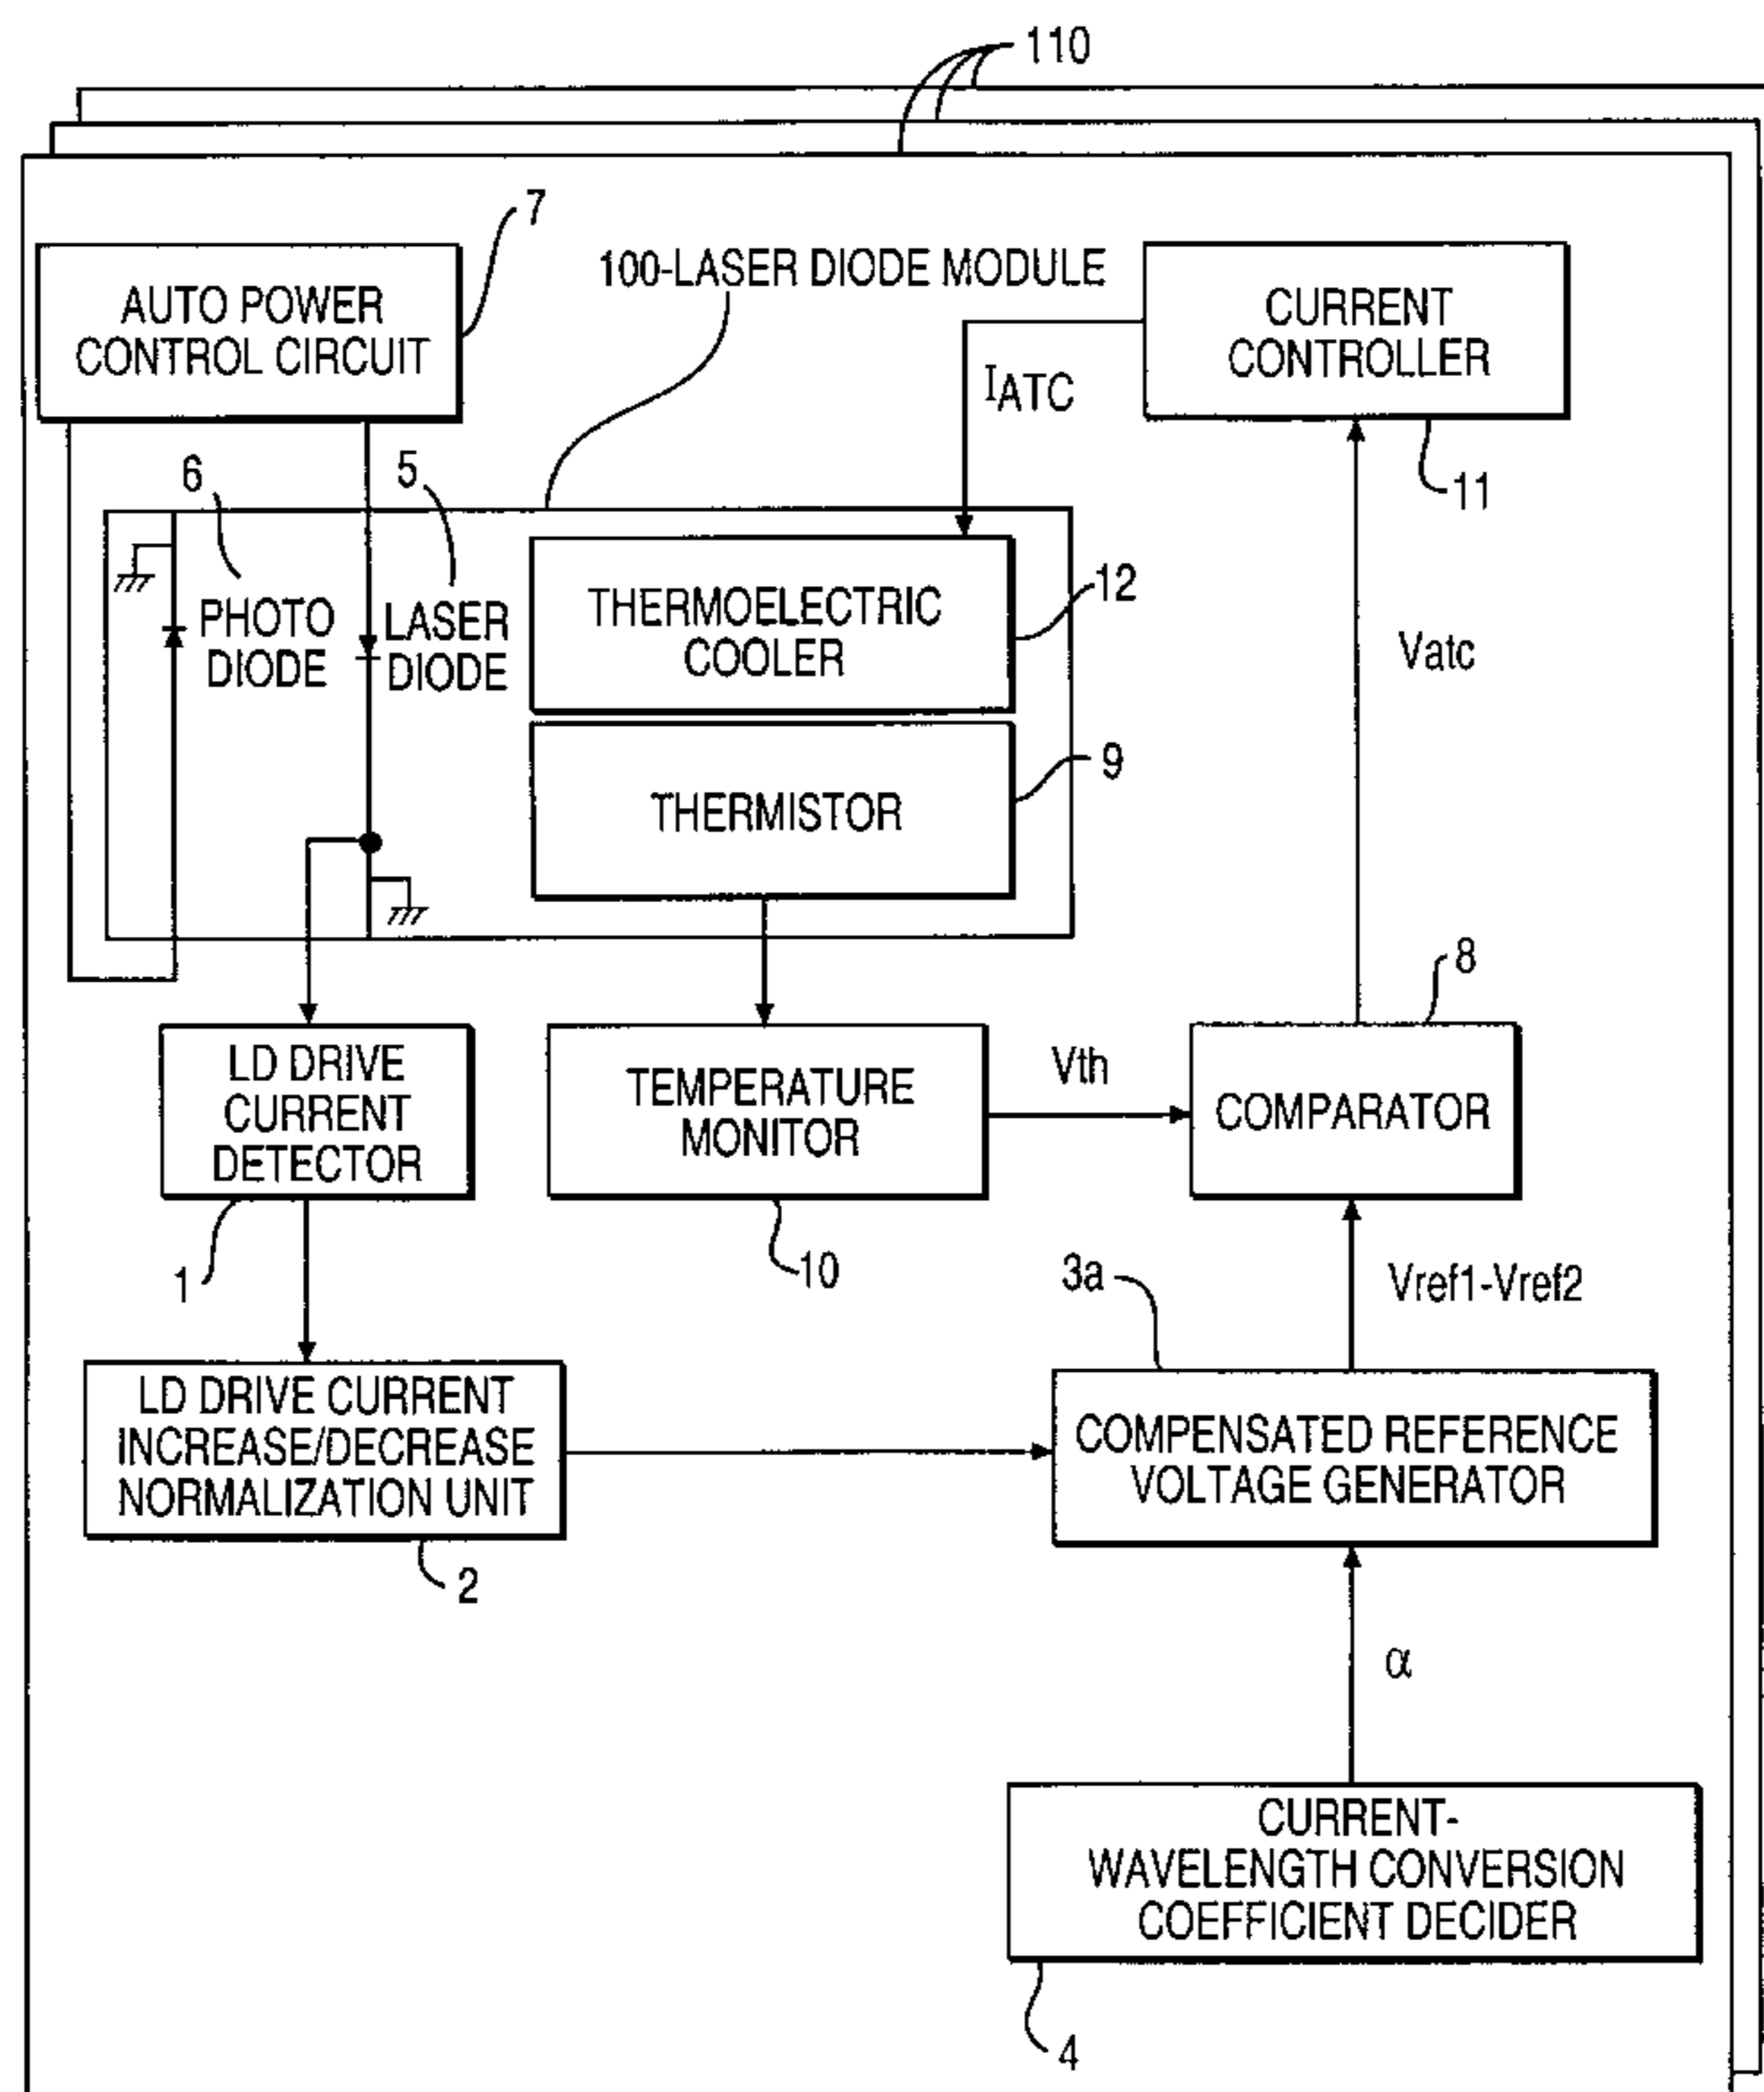 110
7
AUTO POWER
CONTROL CIRCUIT
100-LASER DIODE MODULE
CURRENT
CONTROLLER
11
IATC
6
5
PHOTO
DIODE
LASER
DIODE
THERMOELECTRIC
COOLER
12
Vatc
THERMISTOR
9
8
LD DRIVE
CURRENT
DETECTOR
1
TEMPERATURE
MONITOR
10
Vth
COMPARATOR
3a
Vref1-Vref2
LD DRIVE CURRENT
INCREASE/DECREASE
NORMALIZATION UNIT
2
COMPENSATED REFERENCE
VOLTAGE GENERATOR
α
CURRENT-
WAVELENGTH CONVERSION
COEFFICIENT DECIDER
4